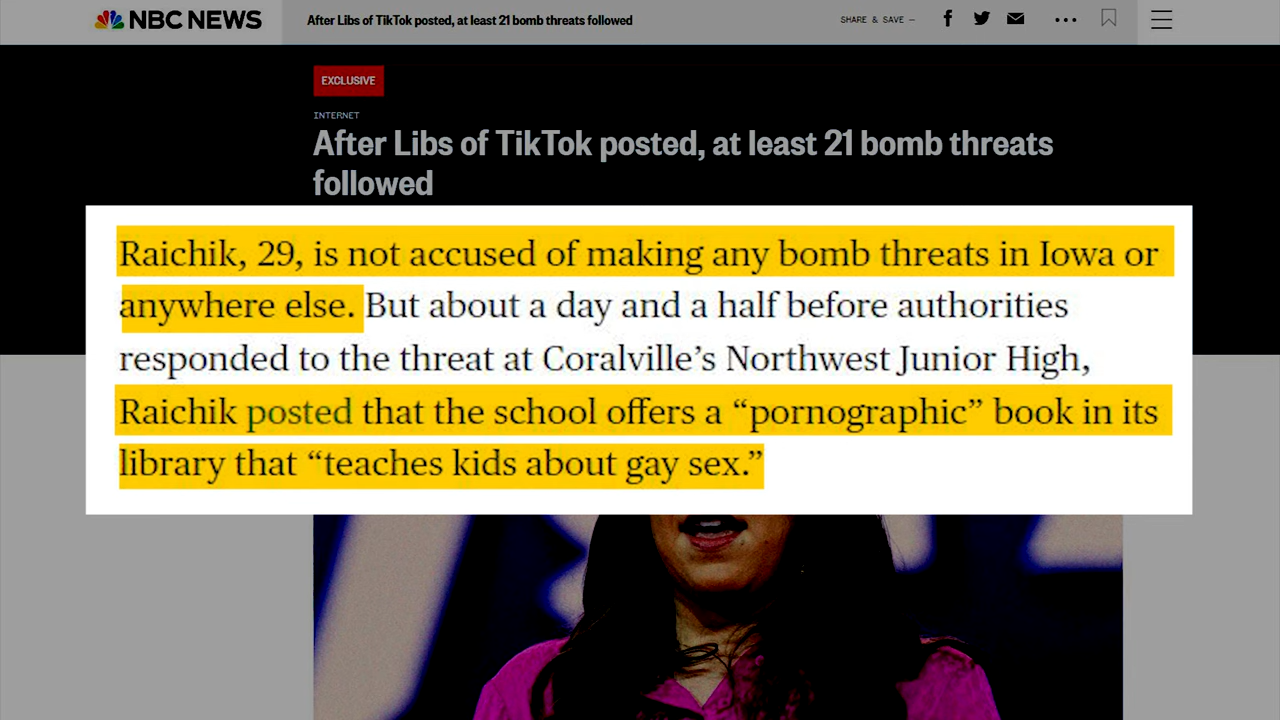 NBC NEWS
After Libs of TikTok posted, at least 21 bomb threats followed
SHARE & SAVE —
EXCLUSIVE
INTERNET
After Libs of TikTok posted, at least 21 bomb threats
followed
Raichik, 29, is not accused of making any bomb threats in Iowa or
anywhere else. But about a day and a half before authorities
responded to the threat at Coralville’s Northwest Junior High,
Raichik posted that the school offers a “pornographic” book in its
library that “teaches kids about gay sex.”